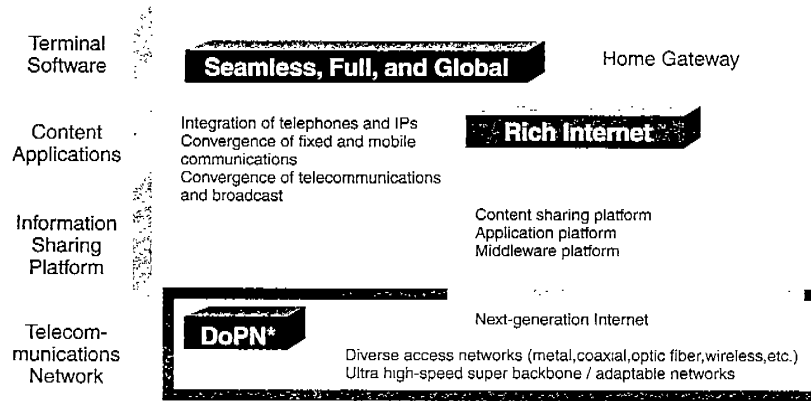 Terminal
Software
Seamless, Full, and Global
Home Gateway
Content
Applications
Integration of telephones and IPs
Convergence of fixed and mobile
communications
Convergence of telecommunications
and broadcast
Rich Internet
Information
Sharing
Platform
Content sharing platform
Application platform
Middleware platform
Telecom-
munications
Network
DoPN*
Next-generation Internet
Diverse access networks (metal,coaxial,optic fiber,wireless,etc.)
Ultra high-speed super backbone / adaptable networks